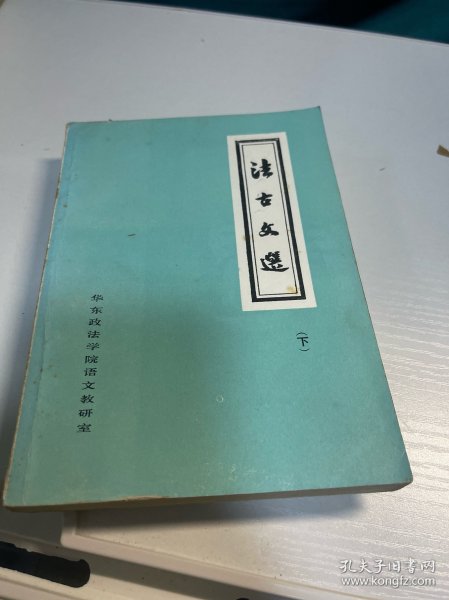 法古文選
（下）
华东政法学院语文教研室
孔夫子旧书网
www.kongfz.com